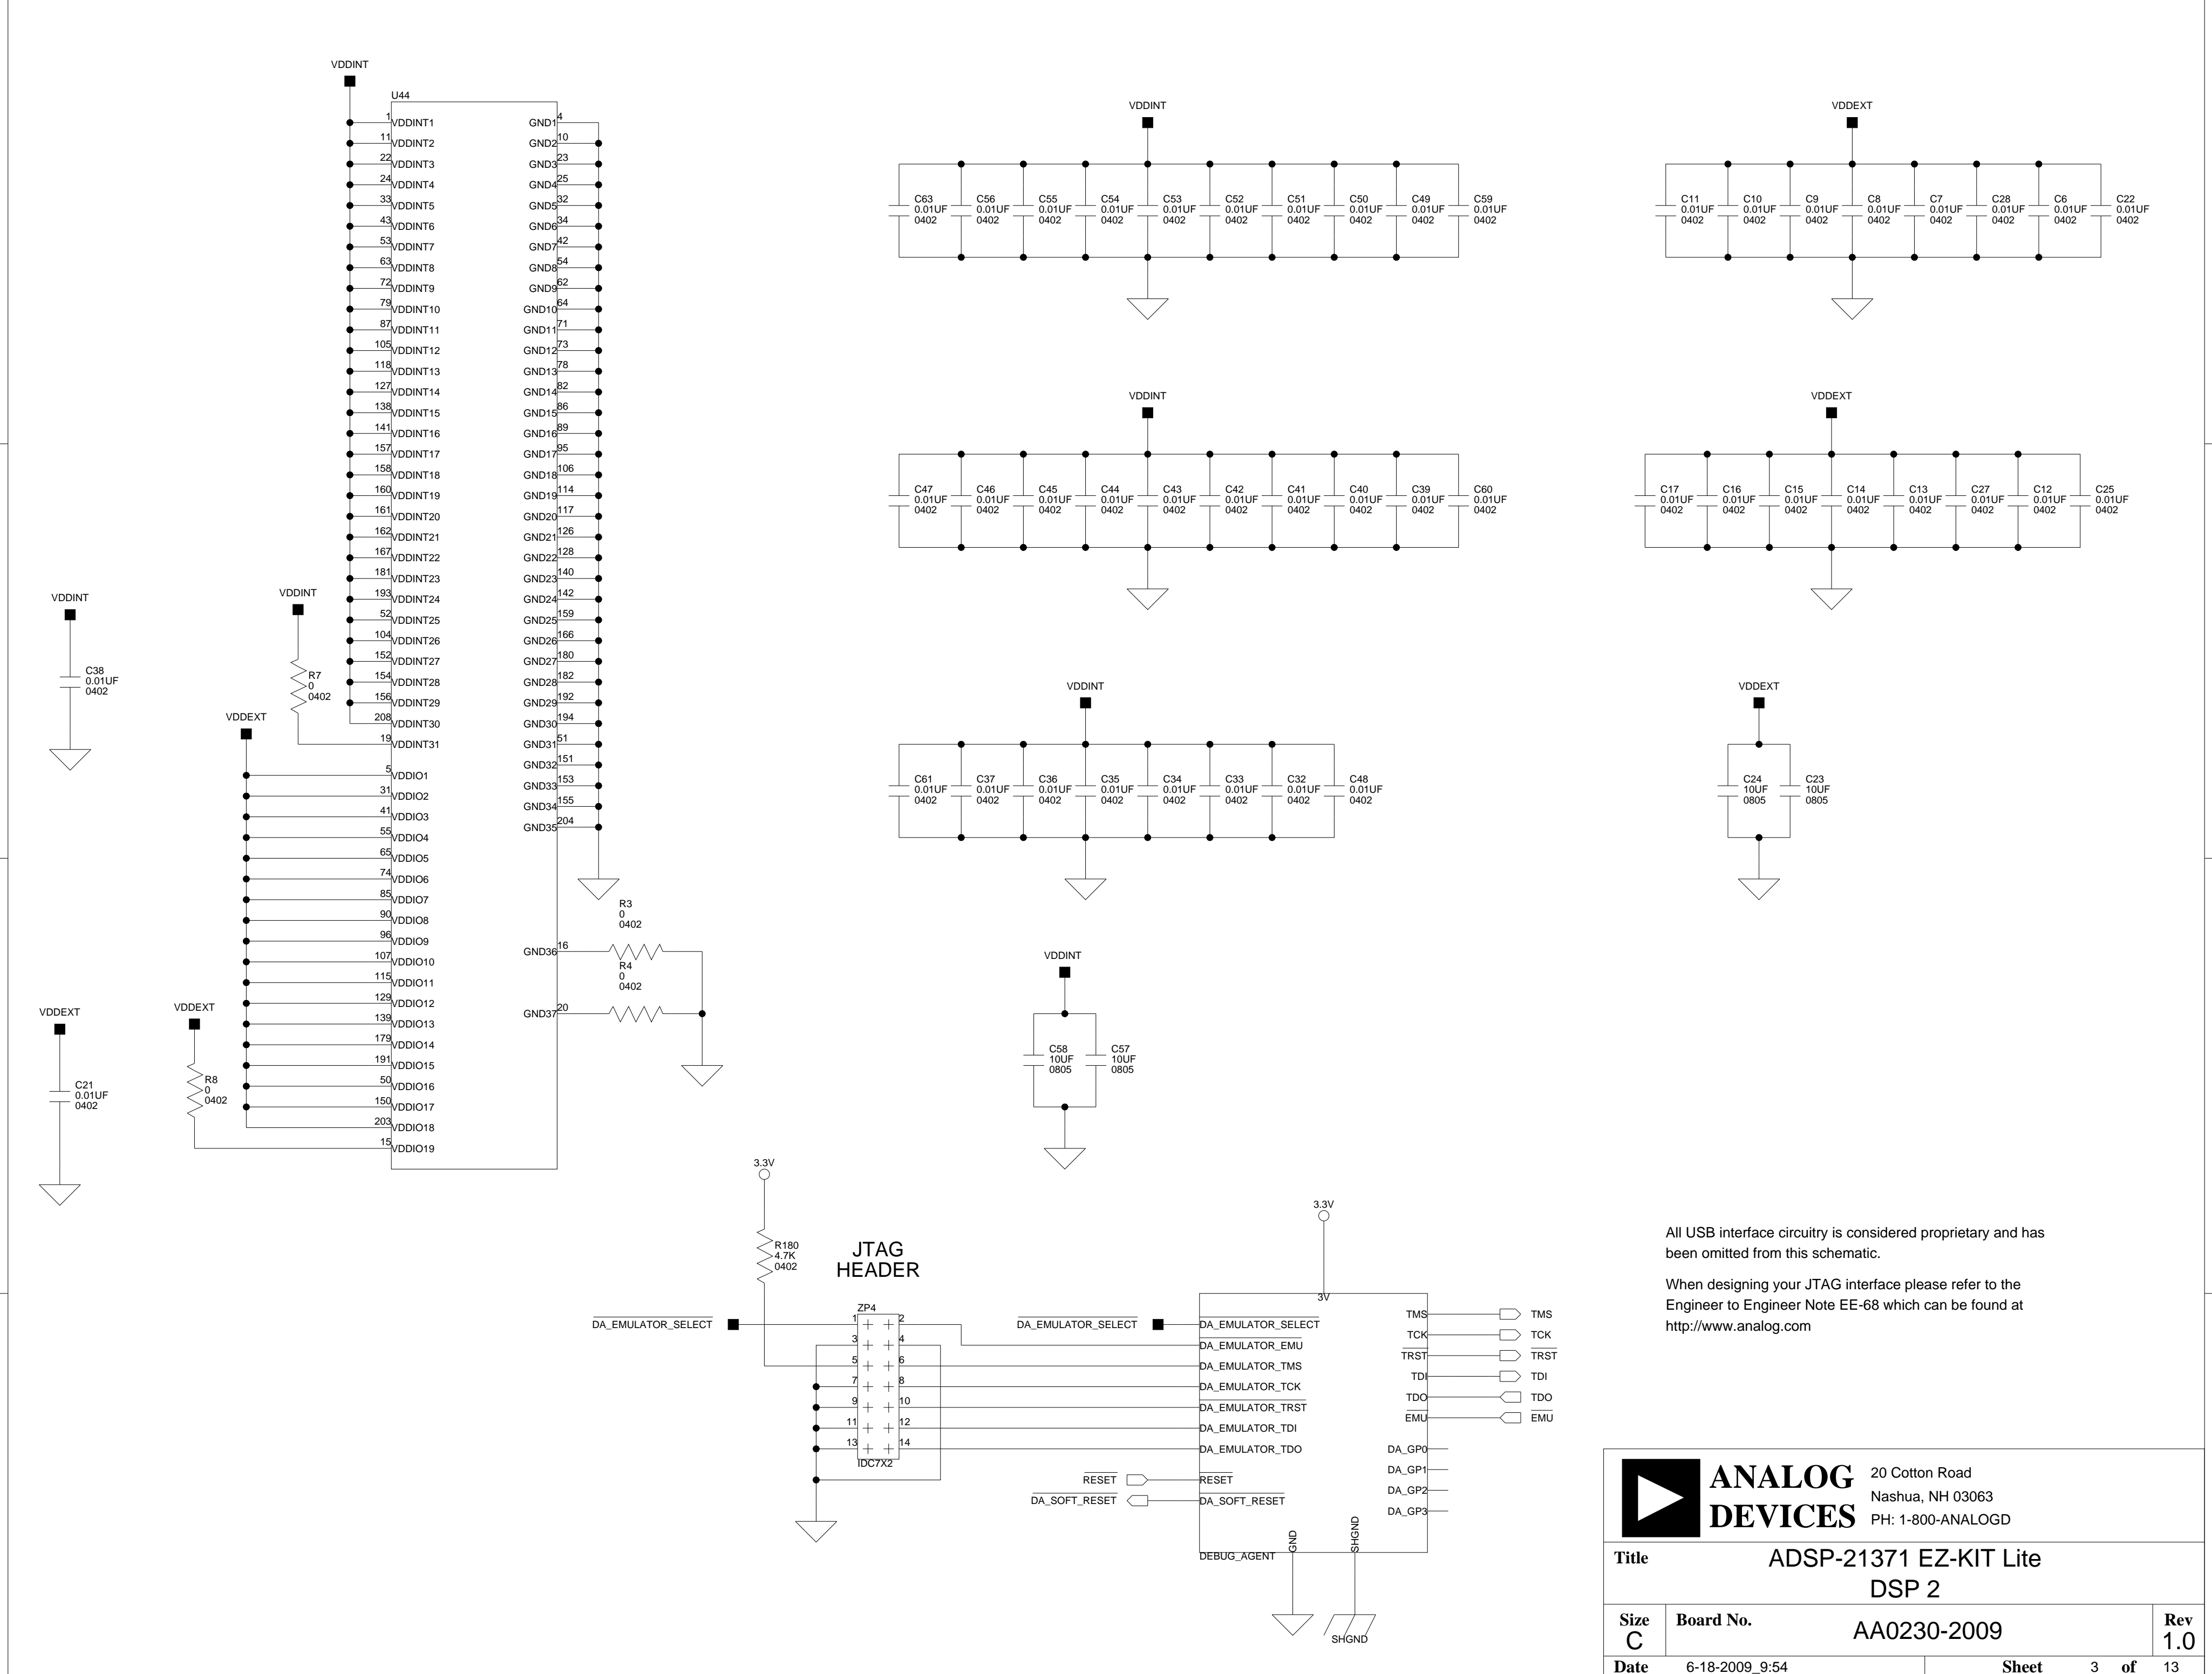 VDDINT
U44
1 VDDINT1 GND1 4
11 VDDINT2 GND2 10
22 VDDINT3 GND3 23
24 VDDINT4 GND4 25
33 VDDINT5 GND5 32
43 VDDINT6 GND6 34
53 VDDINT7 GND7 42
63 VDDINT8 GND8 54
72 VDDINT9 GND9 62
79 VDDINT10 GND10 64
87 VDDINT11 GND11 71
105 VDDINT12 GND12 73
118 VDDINT13 GND13 78
127 VDDINT14 GND14 82
138 VDDINT15 GND15 86
141 VDDINT16 GND16 89
157 VDDINT17 GND17 95
158 VDDINT18 GND18 106
160 VDDINT19 GND19 114
161 VDDINT20 GND20 117
162 VDDINT21 GND21 126
167 VDDINT22 GND22 128
181 VDDINT23 GND23 140
193 VDDINT24 GND24 142
52 VDDINT25 GND25 159
104 VDDINT26 GND26 166
152 VDDINT27 GND27 180
154 VDDINT28 GND28 182
156 VDDINT29 GND29 192
208 VDDINT30 GND30 194
19 VDDINT31 GND31 51
GND32 151
5 VDDIO1 GND33 153
31 VDDIO2 GND34 155
41 VDDIO3 GND35 204
55 VDDIO4
65 VDDIO5
74 VDDIO6
85 VDDIO7
90 VDDIO8
96 VDDIO9 GND36 16
107 VDDIO10
115 VDDIO11
129 VDDIO12 GND37 20
139 VDDIO13
179 VDDIO14
191 VDDIO15
50 VDDIO16
150 VDDIO17
203 VDDIO18
15 VDDIO19
VDDINT
C38
0.01UF
0402
VDDINT
R7
0
0402
VDDEXT
VDDEXT
C21
0.01UF
0402
VDDEXT
R8
0
0402
R3
0
0402
R4
0
0402
VDDINT
C63 C56 C55 C54 C53 C52 C51 C50 C49 C59
0.01UF 0.01UF 0.01UF 0.01UF 0.01UF 0.01UF 0.01UF 0.01UF 0.01UF 0.01UF
0402 0402 0402 0402 0402 0402 0402 0402 0402 0402
VDDEXT
C11 C10 C9 C8 C7 C28 C6 C22
0.01UF 0.01UF 0.01UF 0.01UF 0.01UF 0.01UF 0.01UF 0.01UF
0402 0402 0402 0402 0402 0402 0402 0402
VDDINT
C47 C46 C45 C44 C43 C42 C41 C40 C39 C60
0.01UF 0.01UF 0.01UF 0.01UF 0.01UF 0.01UF 0.01UF 0.01UF 0.01UF 0.01UF
0402 0402 0402 0402 0402 0402 0402 0402 0402 0402
VDDEXT
C17 C16 C15 C14 C13 C27 C12 C25
0.01UF 0.01UF 0.01UF 0.01UF 0.01UF 0.01UF 0.01UF 0.01UF
0402 0402 0402 0402 0402 0402 0402 0402
VDDINT
C61 C37 C36 C35 C34 C33 C32 C48
0.01UF 0.01UF 0.01UF 0.01UF 0.01UF 0.01UF 0.01UF 0.01UF
0402 0402 0402 0402 0402 0402 0402 0402
VDDEXT
C24 C23
10UF 10UF
0805 0805
VDDINT
C58 C57
10UF 10UF
0805 0805
3.3V
R180
4.7K
0402
JTAG
HEADER
ZP4
DA_EMULATOR_SELECT
1 2
3 4
5 6
7 8
9 10
11 12
13 14
IDC7X2
3.3V
3V
DA_EMULATOR_SELECT DA_EMULATOR_SELECT
DA_EMULATOR_EMU
DA_EMULATOR_TMS
DA_EMULATOR_TCK
DA_EMULATOR_TRST
DA_EMULATOR_TDI
DA_EMULATOR_TDO
RESET RESET
DA_SOFT_RESET DA_SOFT_RESET
TMS TMS
TCK TCK
TRST TRST
TDI TDI
TDO TDO
EMU EMU
DA_GP0
DA_GP1
DA_GP2
DA_GP3
GND
SHGND
DEBUG_AGENT
SHGND
All USB interface circuitry is considered proprietary and has
been omitted from this schematic.
When designing your JTAG interface please refer to the
Engineer to Engineer Note EE-68 which can be found at
http://www.analog.com
ANALOG
DEVICES
20 Cotton Road
Nashua, NH 03063
PH: 1-800-ANALOGD
Title
ADSP-21371 EZ-KIT Lite
DSP 2
Size
C
Board No.
AA0230-2009
Rev
1.0
Date 6-18-2009_9:54
Sheet 3 of 13